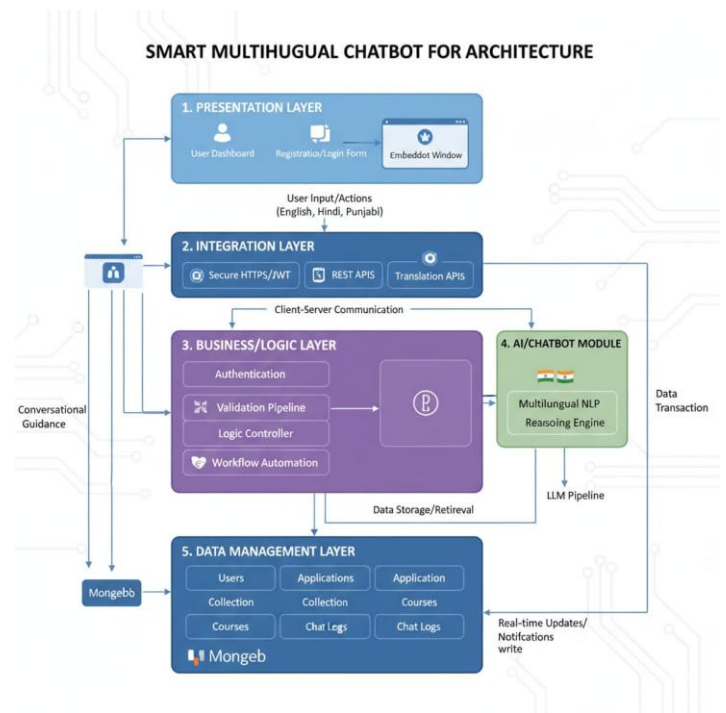 SMART MULTIHUGUAL CHATBOT FOR ARCHITECTURE
1. PRESENTATION LAYER
User Dashboard
Registratior/Login Form
Embeddot Window
User Input/Actions
(English, Hindi, Punjabi)
2. INTEGRATION LAYER
Secure HTTPS/JWT
REST APIS
Translation APIS
Client-Server Communication
3. BUSINESS/LOGIC LAYER
Authentication
Validation Pipeline
Logic Controller
Workflow Automation
4. AI/CHATBOT MODULE
Multilungual NLP
Rearsoing Engine
Conversational
Guidance
Data
Transaction
LLM Pipeline
Data Storage/Retireval
5. DATA MANAGEMENT LAYER
Users
Applications
Application
Collection
Collection
Courses
Courses
Chat Legs
Chat Logs
Mongeb
Mongebb
Real-time Updates/
Notifcations
write